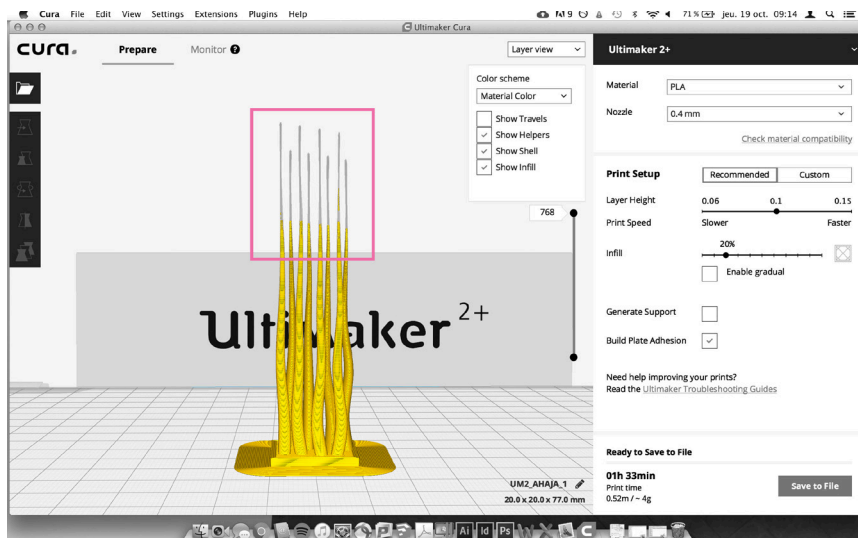 Cura File Edit View Settings Extensions Plugins Help
71% jeu. 19 oct. 09:14
Ultimaker Cura
cura. Prepare Monitor ?
Layer view
Color scheme
Material Color
Show Travels
Show Helpers
Show Shell
Show Infill
768
Ultimaker 2+
UM2_AHAJA_1
20.0 x 20.0 x 77.0 mm
Ultimaker 2+
Material PLA
Nozzle 0.4 mm
Check material compatibility
Print Setup Recommended Custom
Layer Height 0.06 0.1 0.15
Print Speed Slower Faster
Infill 20%
Enable gradual
Generate Support
Build Plate Adhesion
Need help improving your prints?
Read the Ultimaker Troubleshooting Guides
Ready to Save to File
01h 33min
Print time
0.52m / ~ 4g
Save to File
Ai Id Ps